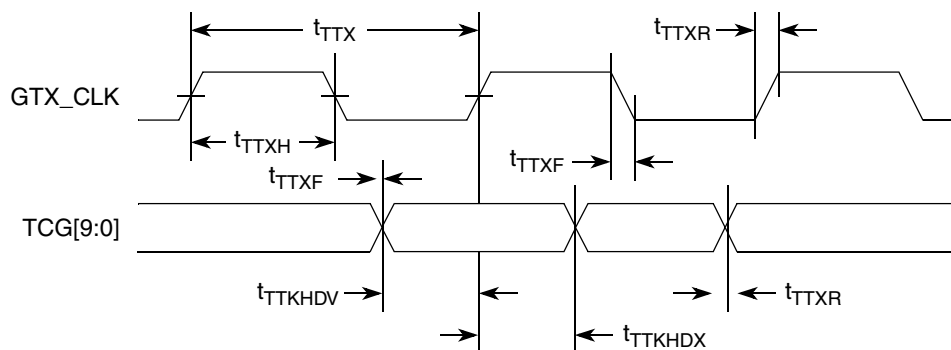 tTTX
tTTXR
GTX_CLK
tTTXH
tTTXF
tTTXF
TCG[9:0]
tTTKHDV
tTTXR
tTTKHDX